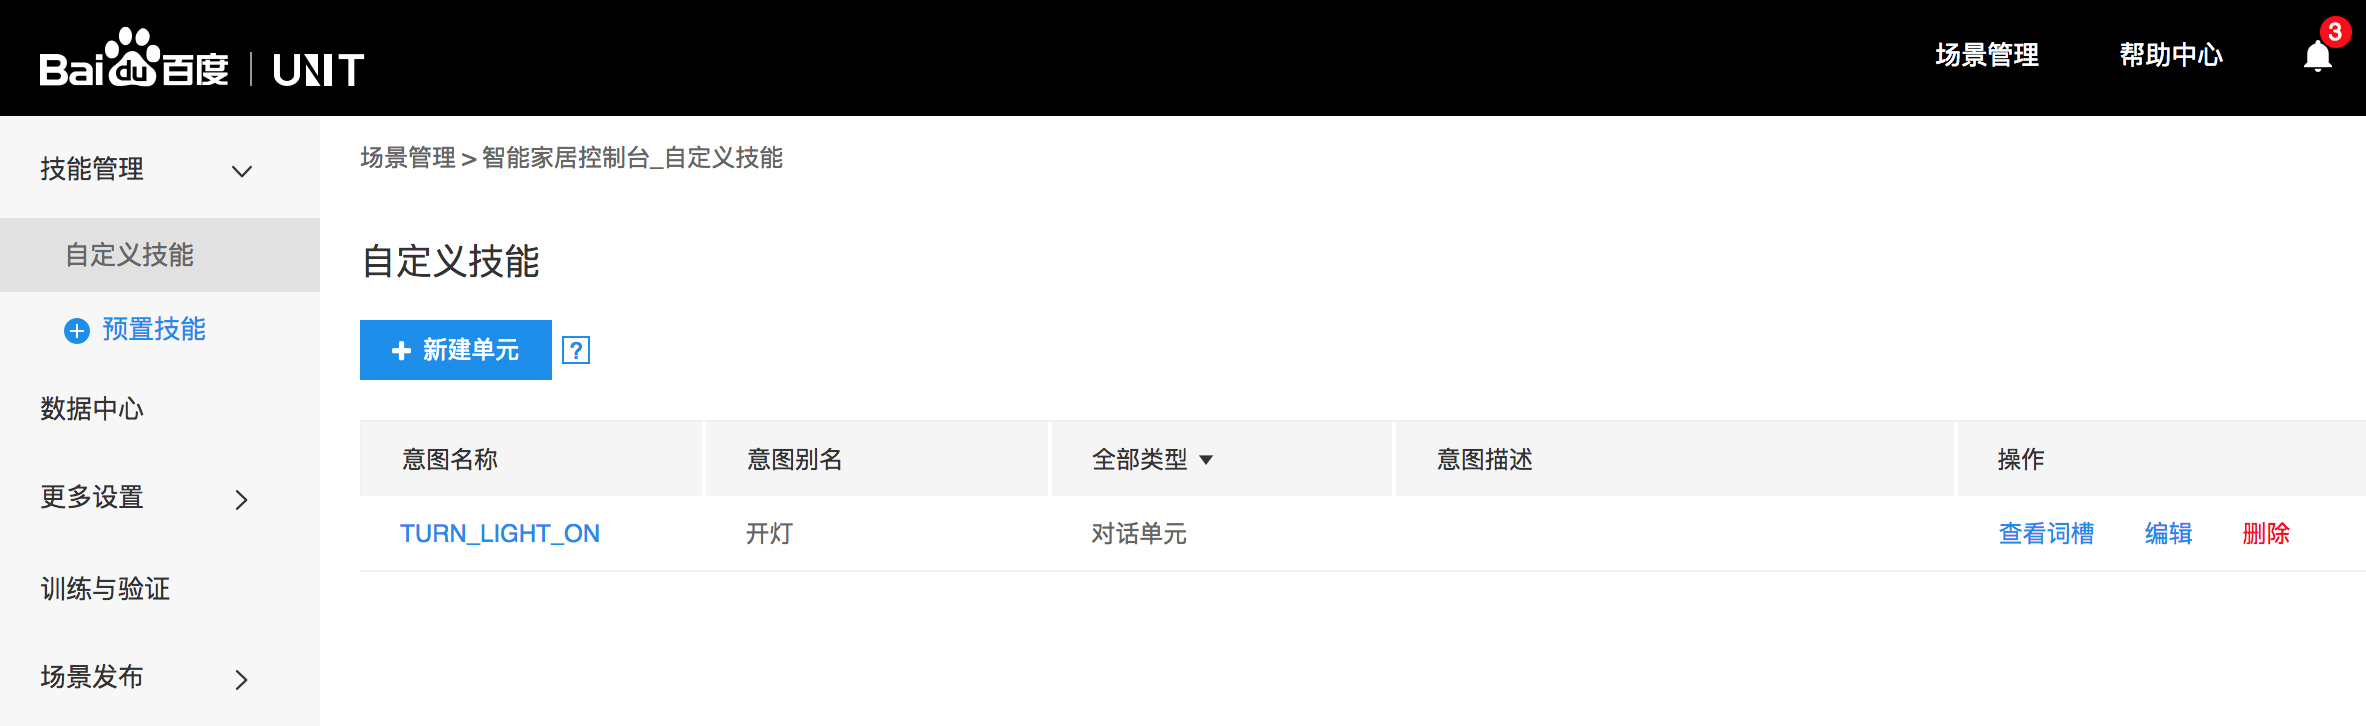 Baidu百度 | UNIT
场景管理
帮助中心
3
技能管理
自定义技能
预置技能
数据中心
更多设置
训练与验证
场景发布
场景管理 > 智能家居控制台_自定义技能
自定义技能
+ 新建单元 ?
意图名称 意图别名 全部类型 意图描述 操作
TURN_LIGHT_ON 开灯 对话单元 查看词槽 编辑 删除